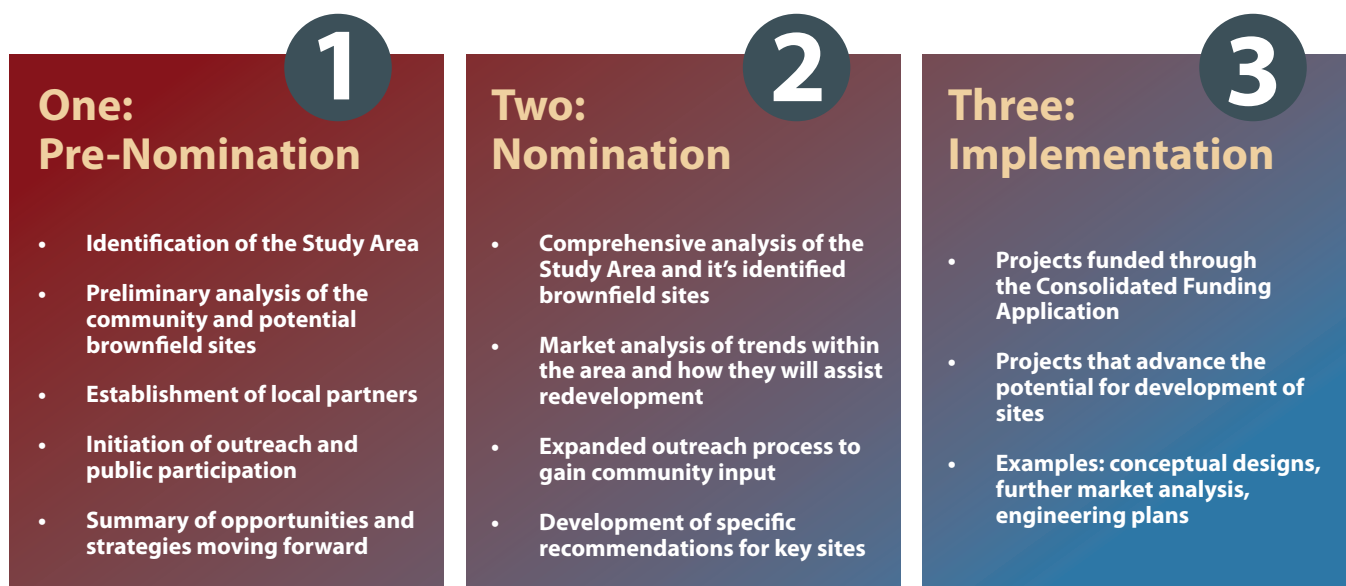 1
One:
Pre-Nomination
• Identification of the Study Area
• Preliminary analysis of the
community and potential
brownfield sites
• Establishment of local partners
• Initiation of outreach and
public participation
• Summary of opportunities and
strategies moving forward
2
Two:
Nomination
• Comprehensive analysis of the
Study Area and it's identified
brownfield sites
• Market analysis of trends within
the area and how they will assist
redevelopment
• Expanded outreach process to
gain community input
• Development of specific
recommendations for key sites
3
Three:
Implementation
• Projects funded through
the Consolidated Funding
Application
• Projects that advance the
potential for development of
sites
• Examples: conceptual designs,
further market analysis,
engineering plans